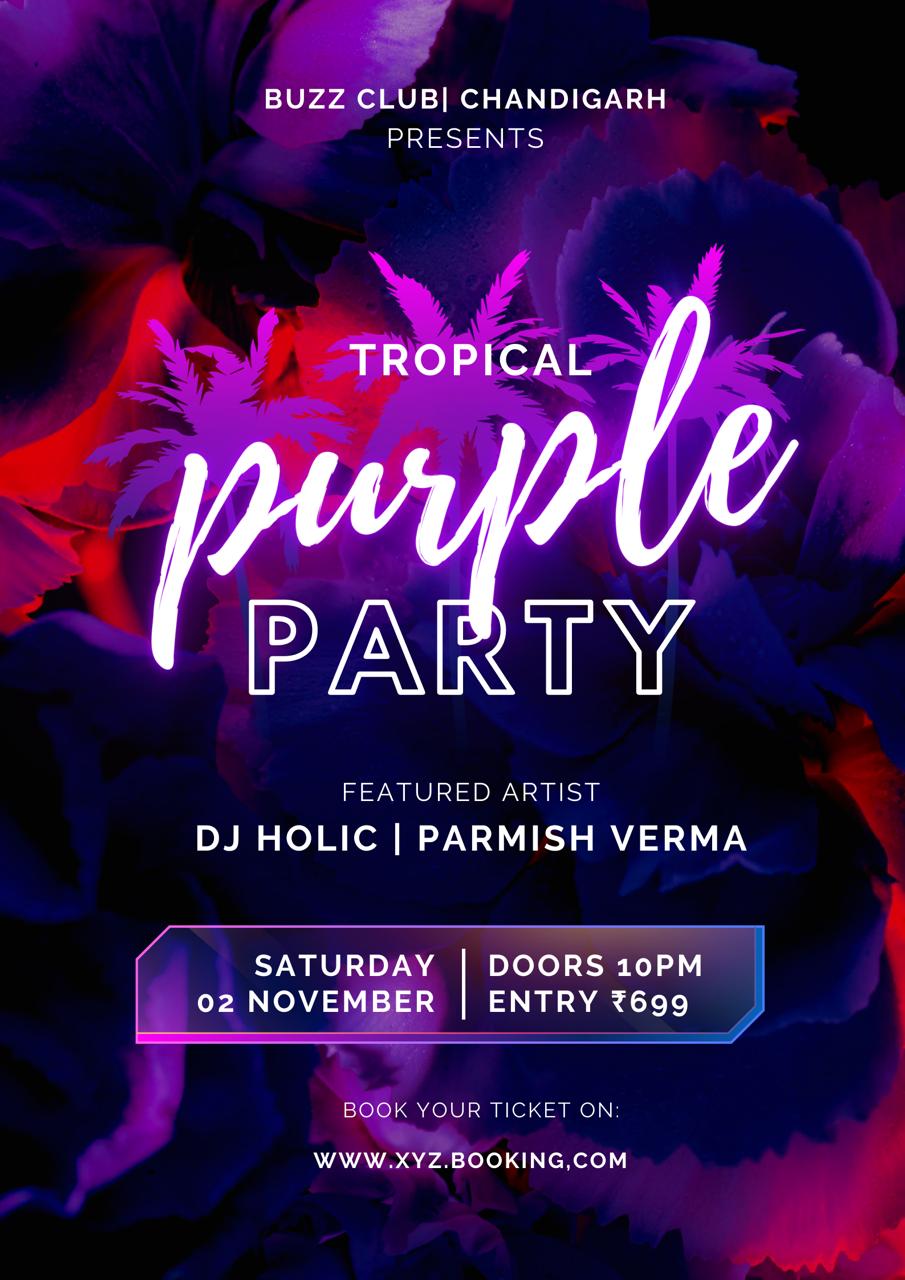 BUZZ CLUB| CHANDIGARH
PRESENTS
TROPICAL
purple
PARTY
FEATURED ARTIST
DJ HOLIC | PARMISH VERMA
SATURDAY | DOORS 10PM
02 NOVEMBER | ENTRY ₹699
BOOK YOUR TICKET ON:
WWW.XYZ.BOOKING,COM